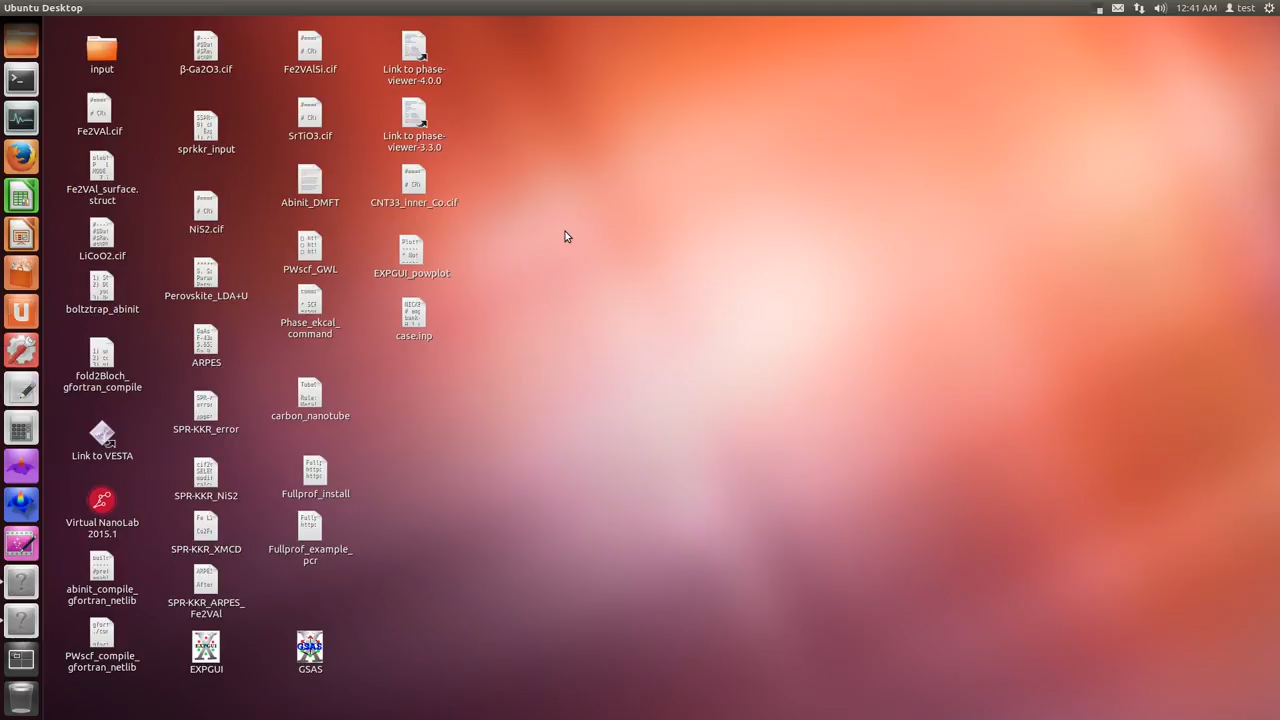 Ubuntu Desktop
12:41 AM
test
input
Fe2VAl.cif
Fe2VAl_surface.
struct
LiCoO2.cif
boltztrap_abinit
fold2Bloch_
gfortran_compile
Link to VESTA
Virtual NanoLab
2015.1
abinit_compile_
gfortran_netlib
PWscf_compile_
gfortran_netlib
β-Ga2O3.cif
sprkkr_input
NiS2.cif
Perovskite_LDA+U
ARPES
SPR-KKR_error
SPR-KKR_NiS2
SPR-KKR_XMCD
SPR-KKR_ARPES_
Fe2VAl
EXPGUI
EXPGUI
Fe2VAlSi.cif
SrTiO3.cif
Abinit_DMFT
PWscf_GWL
Phase_ekcal_
command
carbon_nanotube
Fullprof_install
Fullprof_example_
pcr
GSAS
GSAS
Link to phase-
viewer-4.0.0
Link to phase-
viewer-3.3.0
CNT33_inner_Co.cif
EXPGUI_powplot
case.inp